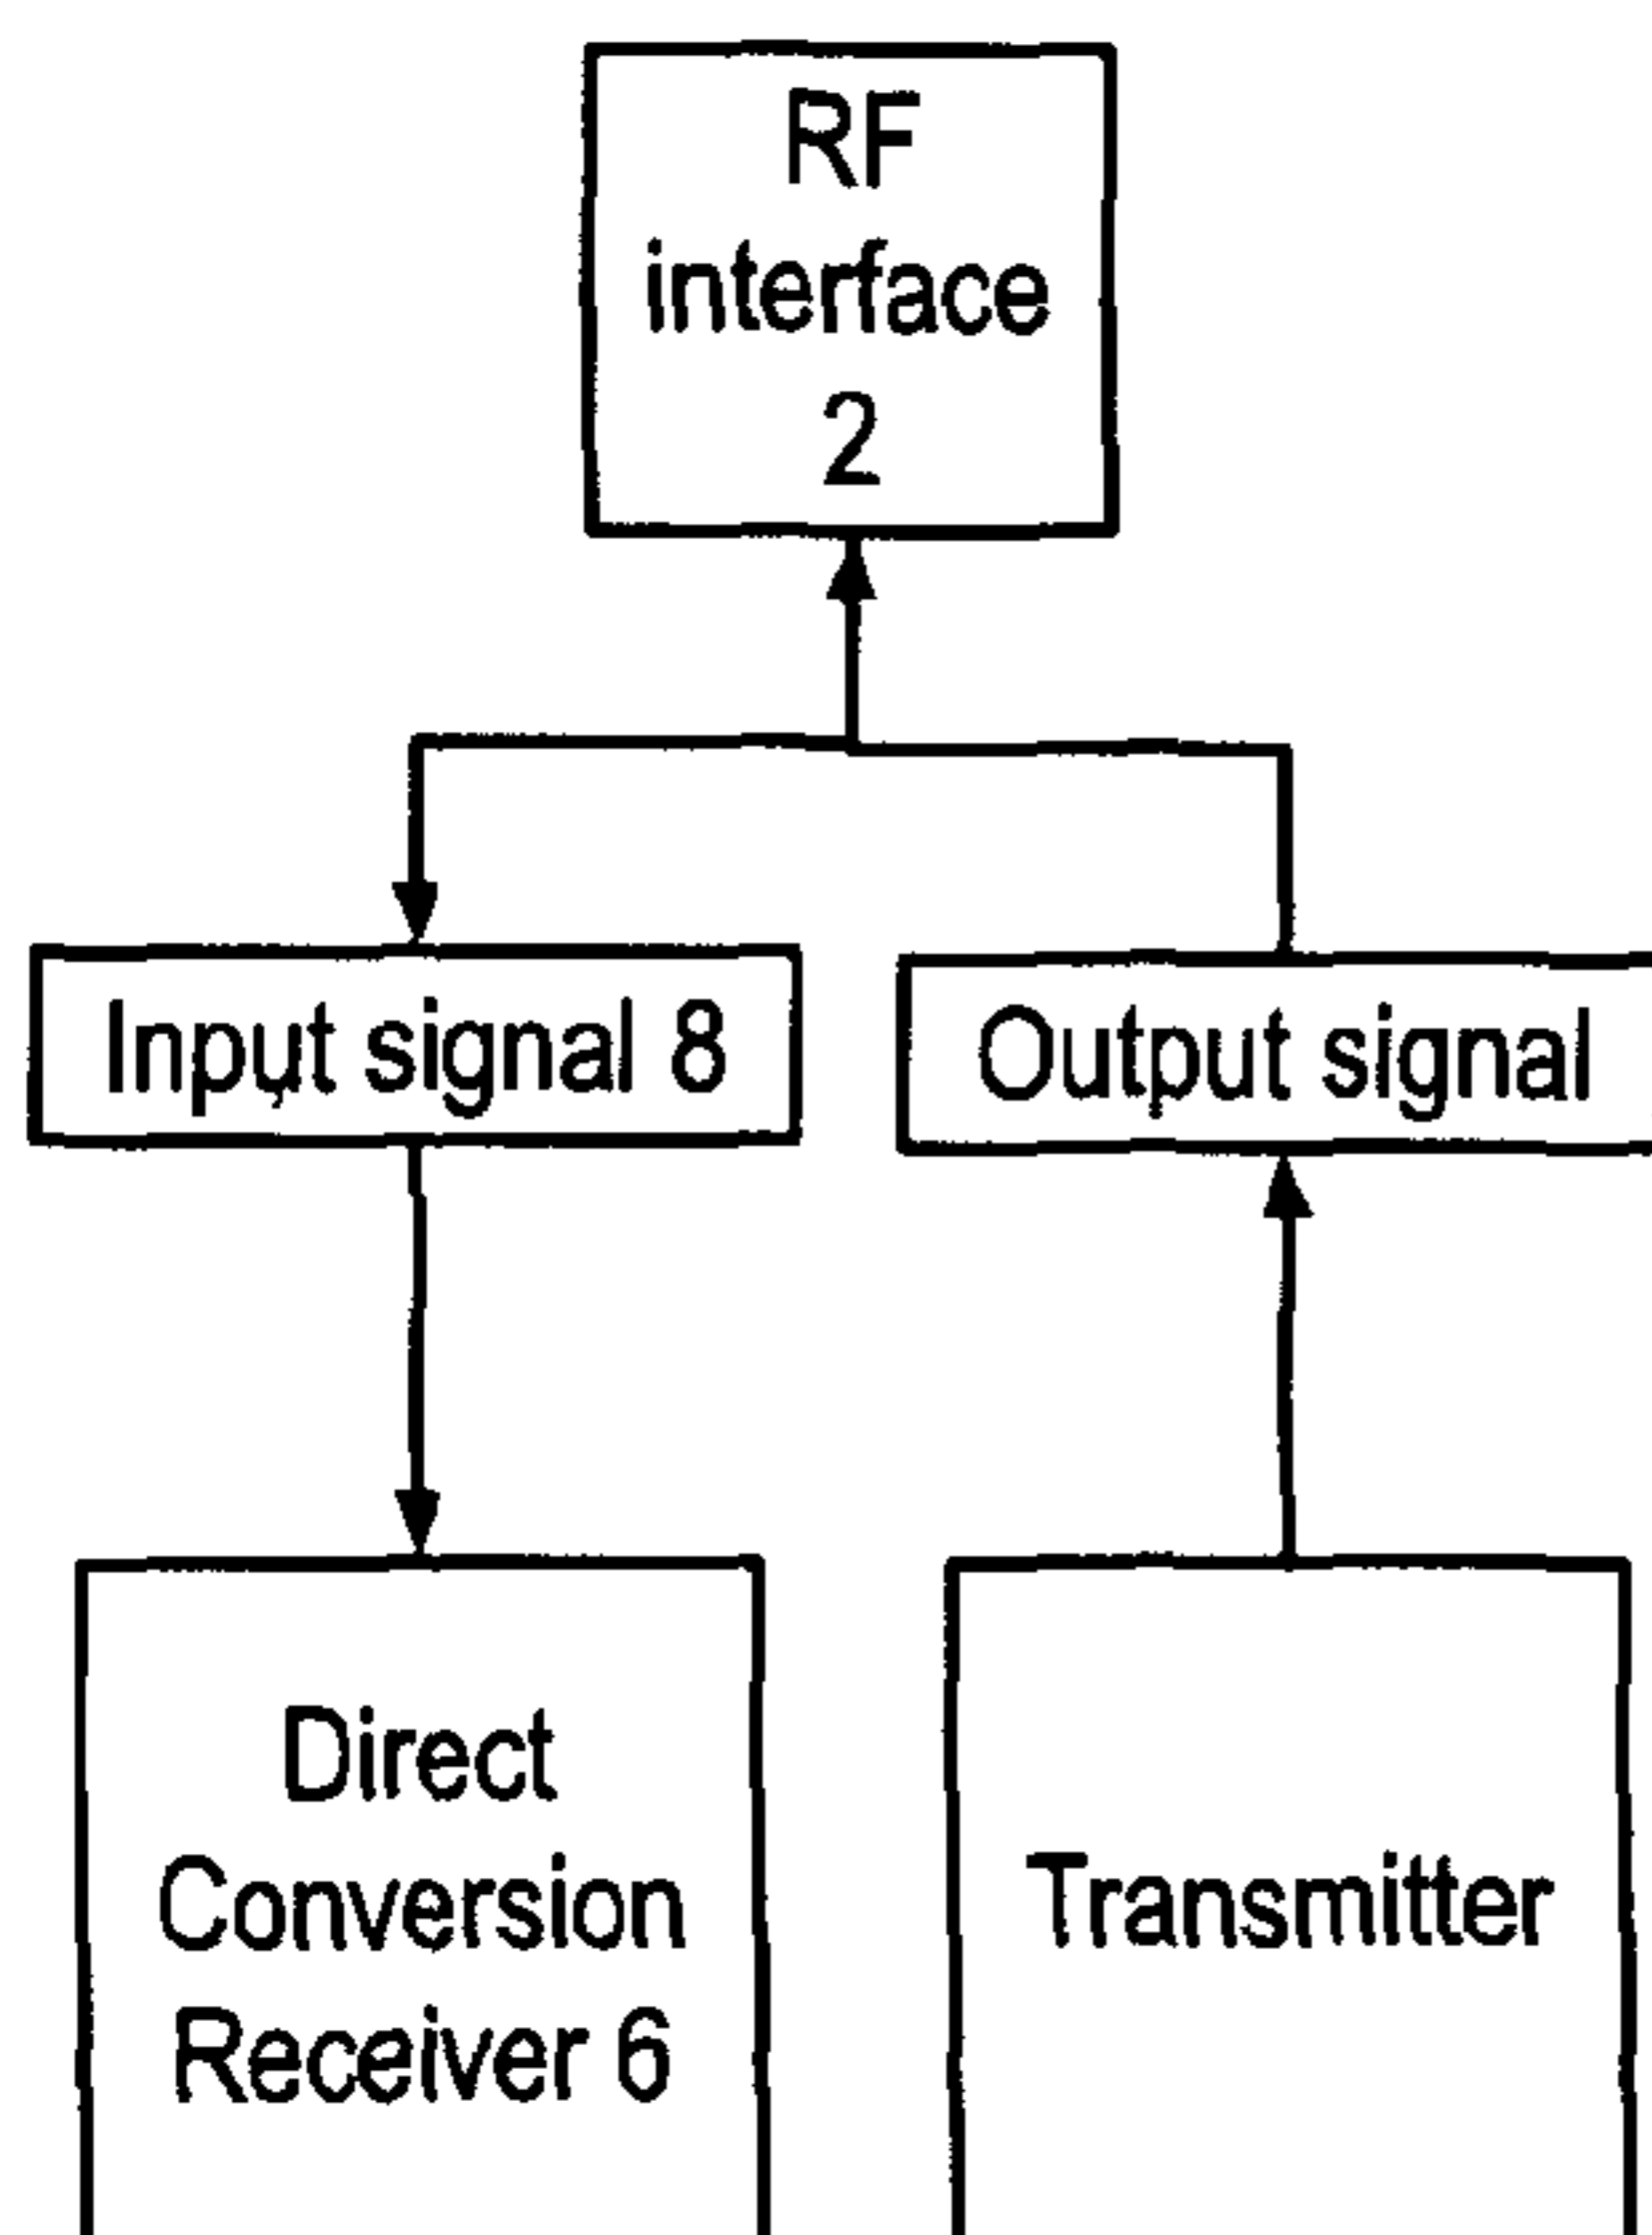 RF
interface
2
Input signal 8
Output signal
Direct
Conversion
Receiver 6
Transmitter